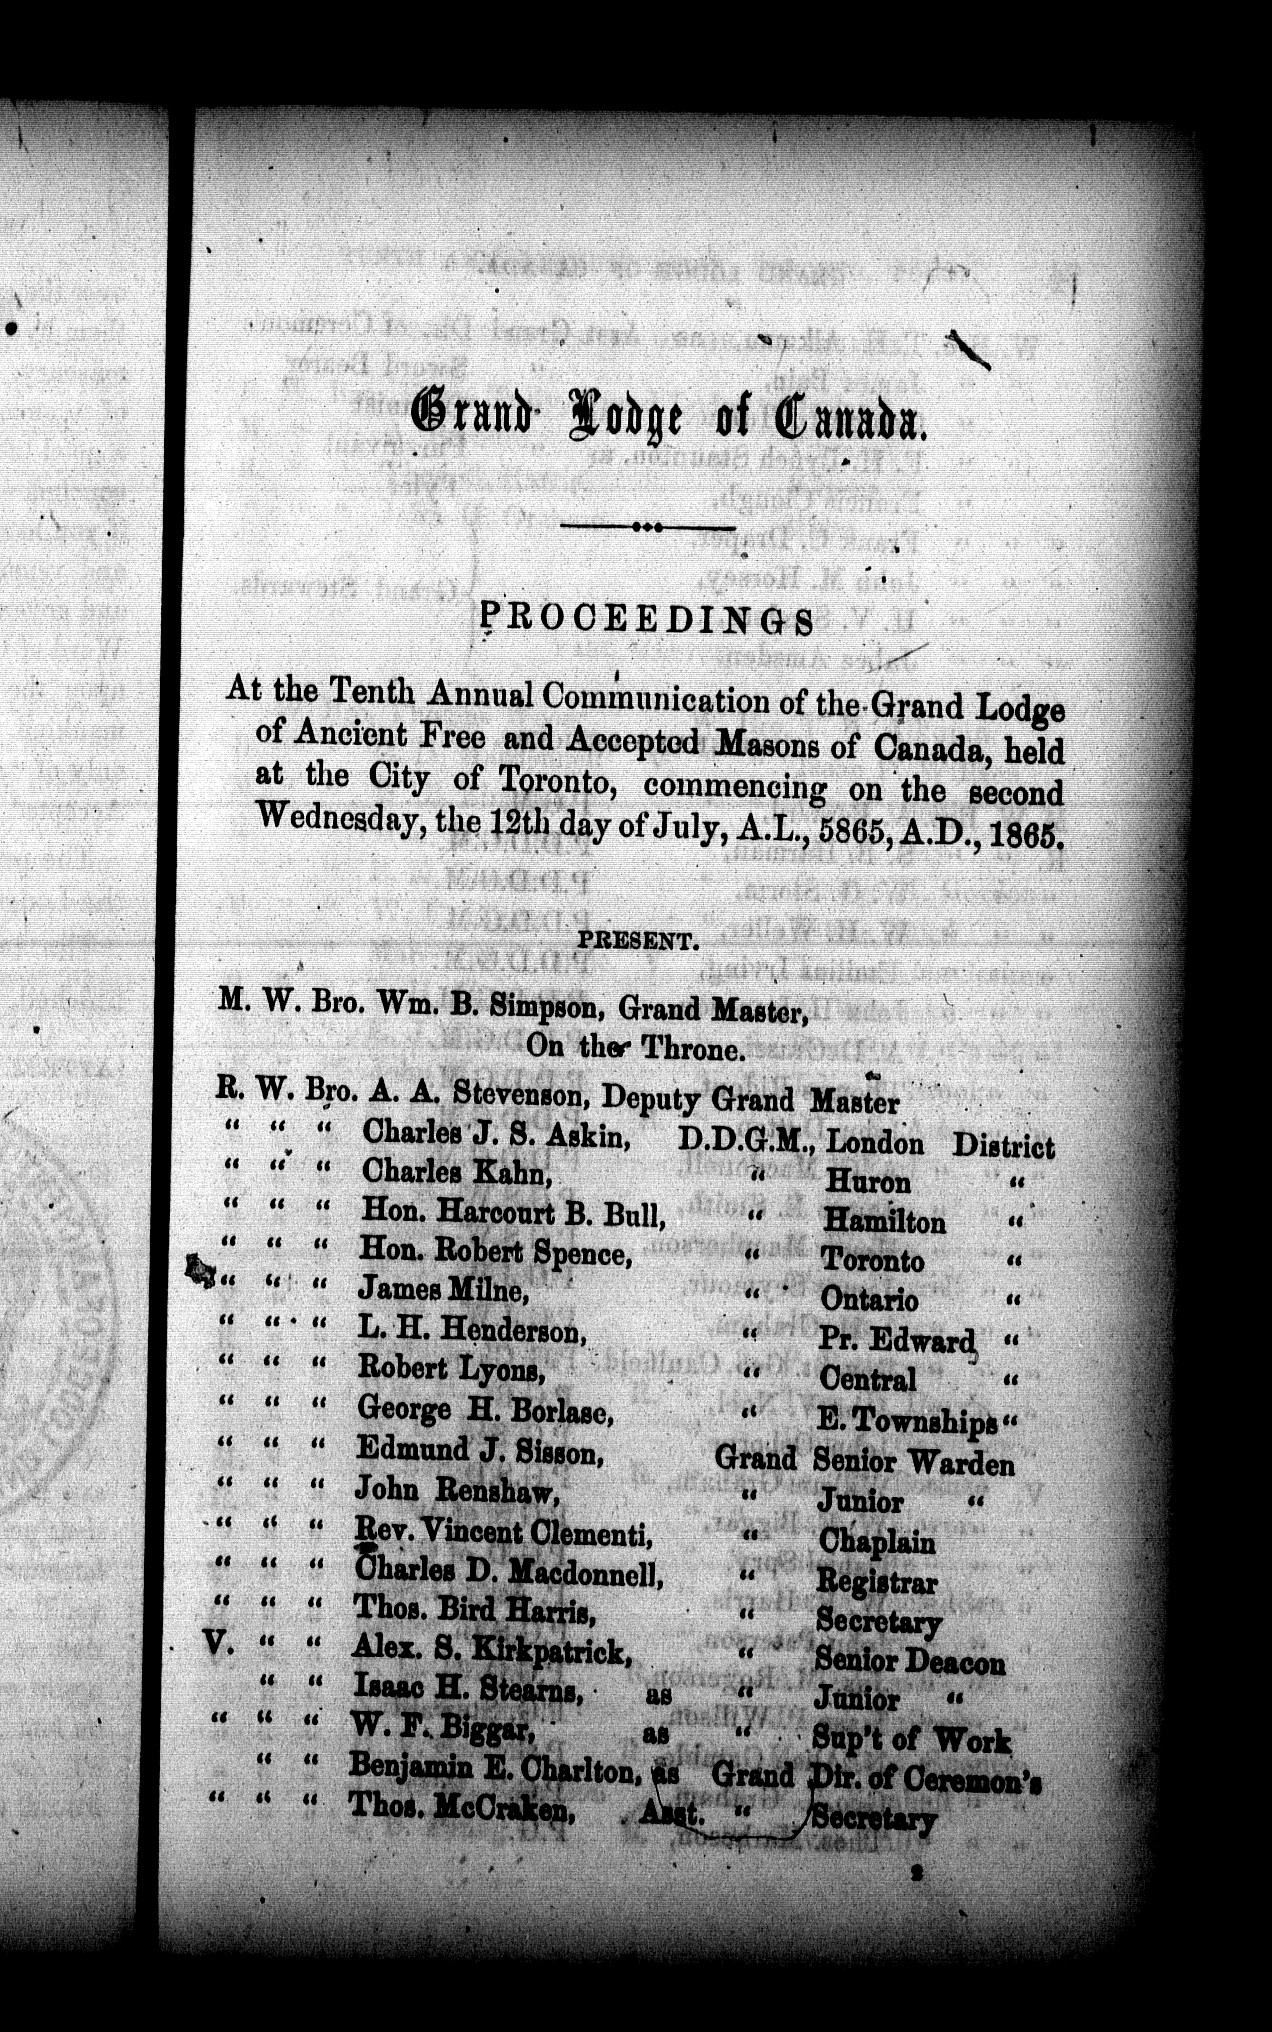 Grand Lodge of Canada.
PROCEEDINGS
At the Tenth Annual Communication of the Grand Lodge
of Ancient Free and Accepted Masons of Canada, held
at the City of Toronto, commencing on the second
Wednesday, the 12th day of July, A.L., 5865, A.D., 1865.
PRESENT.
M. W. Bro. Wm. B. Simpson, Grand Master,
On the Throne.
R. W. Bro. A. A. Stevenson, Deputy Grand Master
“ “ “ Charles J. S. Askin, D.D.G.M., London District
“ “ “ Charles Kahn, “ Huron “
“ “ “ Hon. Harcourt B. Bull, “ Hamilton “
“ “ “ Hon. Robert Spence, “ Toronto “
“ “ “ James Milne, “ Ontario “
“ “ “ L. H. Henderson, “ Pr. Edward “
“ “ “ Robert Lyons, “ Central “
“ “ “ George H. Borlase, “ E. Townships “
“ “ “ Edmund J. Sisson, Grand Senior Warden
“ “ “ John Renshaw, “ Junior “
“ “ “ Rev. Vincent Clementi, “ Chaplain
“ “ “ Charles D. Macdonnell, “ Registrar
“ “ “ Thos. Bird Harris, “ Secretary
V. “ “ Alex. S. Kirkpatrick, “ Senior Deacon
“ “ Isaac H. Stearns, as “ Junior “
“ “ “ W. F. Biggar, as “ Sup't of Work
“ “ Benjamin E. Charlton, as Grand Dir. of Ceremon's
“ “ “ Thos. McCraken, Asst. “ Secretary